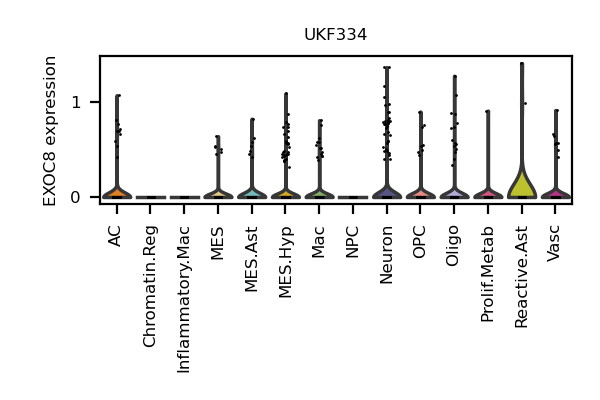 UKF334
EXOC8 expression
1
0
AC
Chromatin.Reg
Inflammatory.Mac
MES
MES.Ast
MES.Hyp
Mac
NPC
Neuron
OPC
Oligo
Prolif.Metab
Reactive.Ast
Vasc